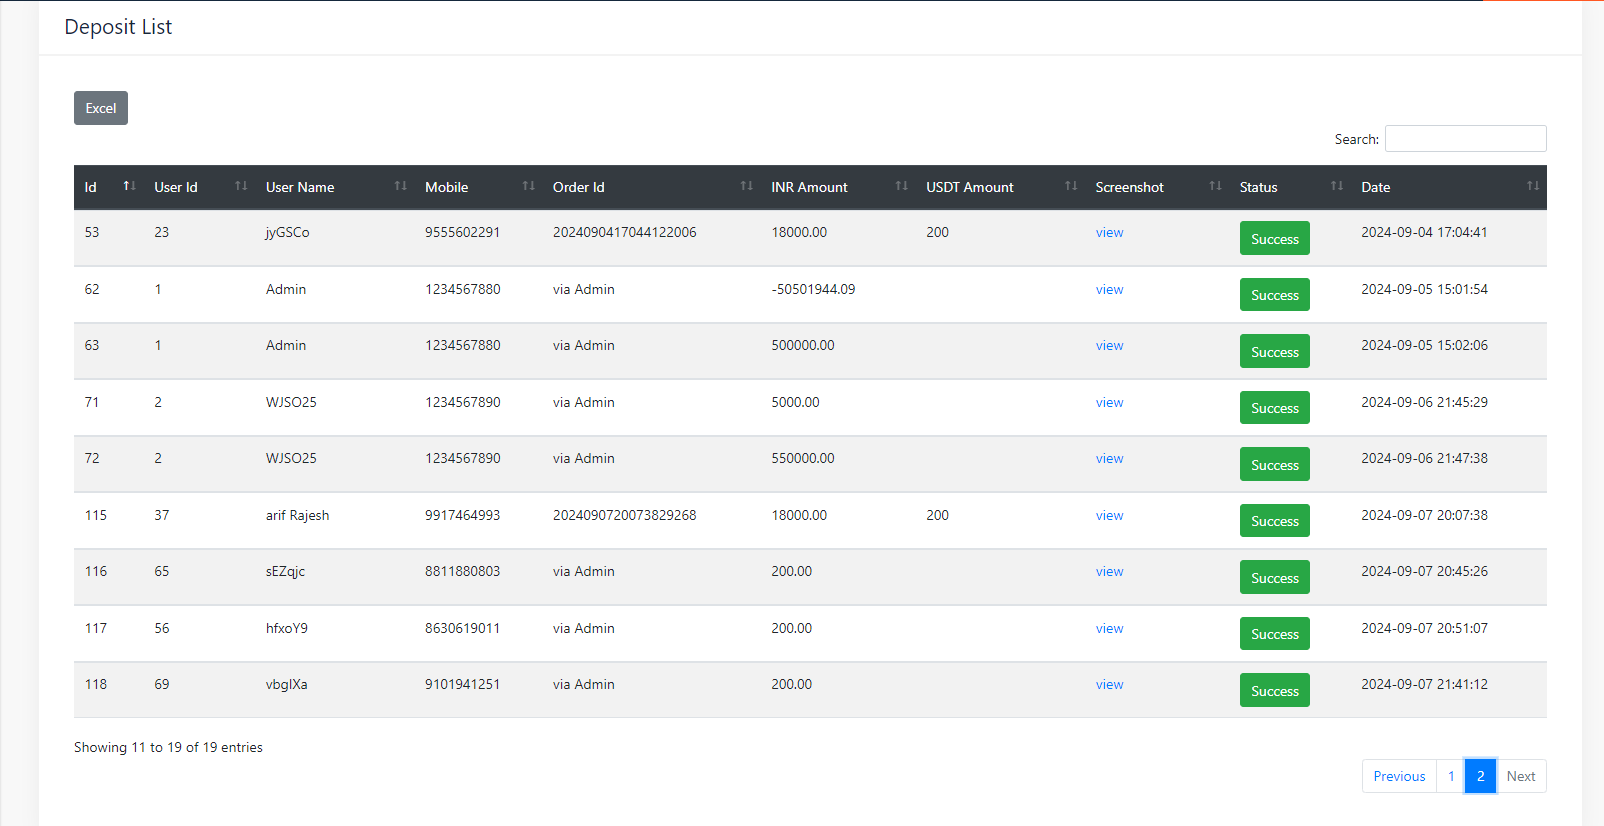 Deposit List
Excel
Search:
Id User Id User Name Mobile Order Id INR Amount USDT Amount Screenshot Status Date
53 23 jyGSCo 9555602291 2024090417044122006 18000.00 200 view Success 2024-09-04 17:04:41
62 1 Admin 1234567880 via Admin -50501944.09 view Success 2024-09-05 15:01:54
63 1 Admin 1234567880 via Admin 500000.00 view Success 2024-09-05 15:02:06
71 2 WJSO25 1234567890 via Admin 5000.00 view Success 2024-09-06 21:45:29
72 2 WJSO25 1234567890 via Admin 550000.00 view Success 2024-09-06 21:47:38
115 37 arif Rajesh 9917464993 2024090720073829268 18000.00 200 view Success 2024-09-07 20:07:38
116 65 sEZqjc 8811880803 via Admin 200.00 view Success 2024-09-07 20:45:26
117 56 hfxoY9 8630619011 via Admin 200.00 view Success 2024-09-07 20:51:07
118 69 vbglXa 9101941251 via Admin 200.00 view Success 2024-09-07 21:41:12
Showing 11 to 19 of 19 entries
Previous 1 2 Next